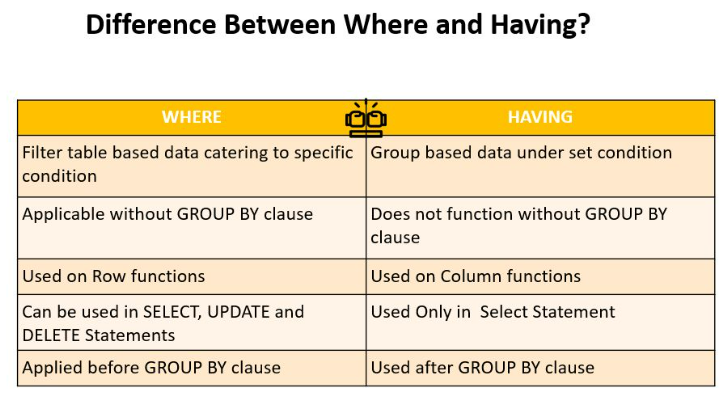 Difference Between Where and Having?
WHERE
HAVING
Filter table based data catering to specific
condition
Group based data under set condition
Applicable without GROUP BY clause
Does not function without GROUP BY
clause
Used on Row functions
Used on Column functions
Can be used in SELECT, UPDATE and
DELETE Statements
Used Only in  Select Statement
Applied before GROUP BY clause
Used after GROUP BY clause